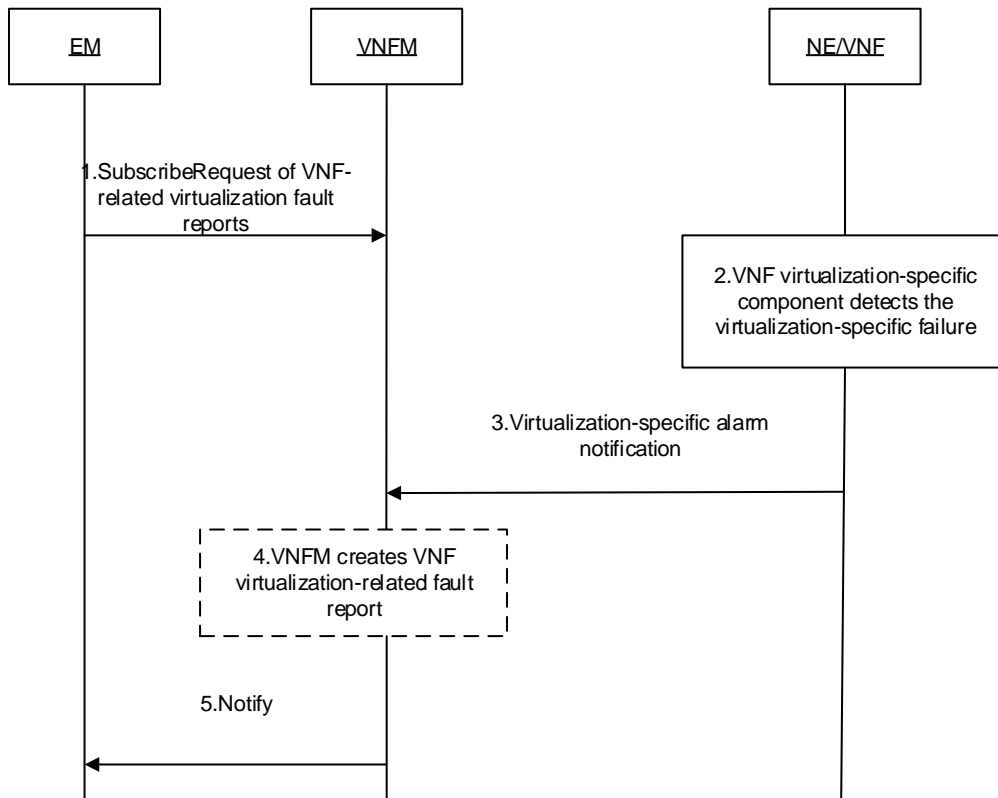 EM
VNFM
NE/VNF
1.SubscribeRequest of VNF-
related virtualization fault
reports
2.VNF virtualization-specific
component detects the
virtualization-specific failure
3.Virtualization-specific alarm
notification
4.VNFM creates VNF
virtualization-related fault
report
5.Notify